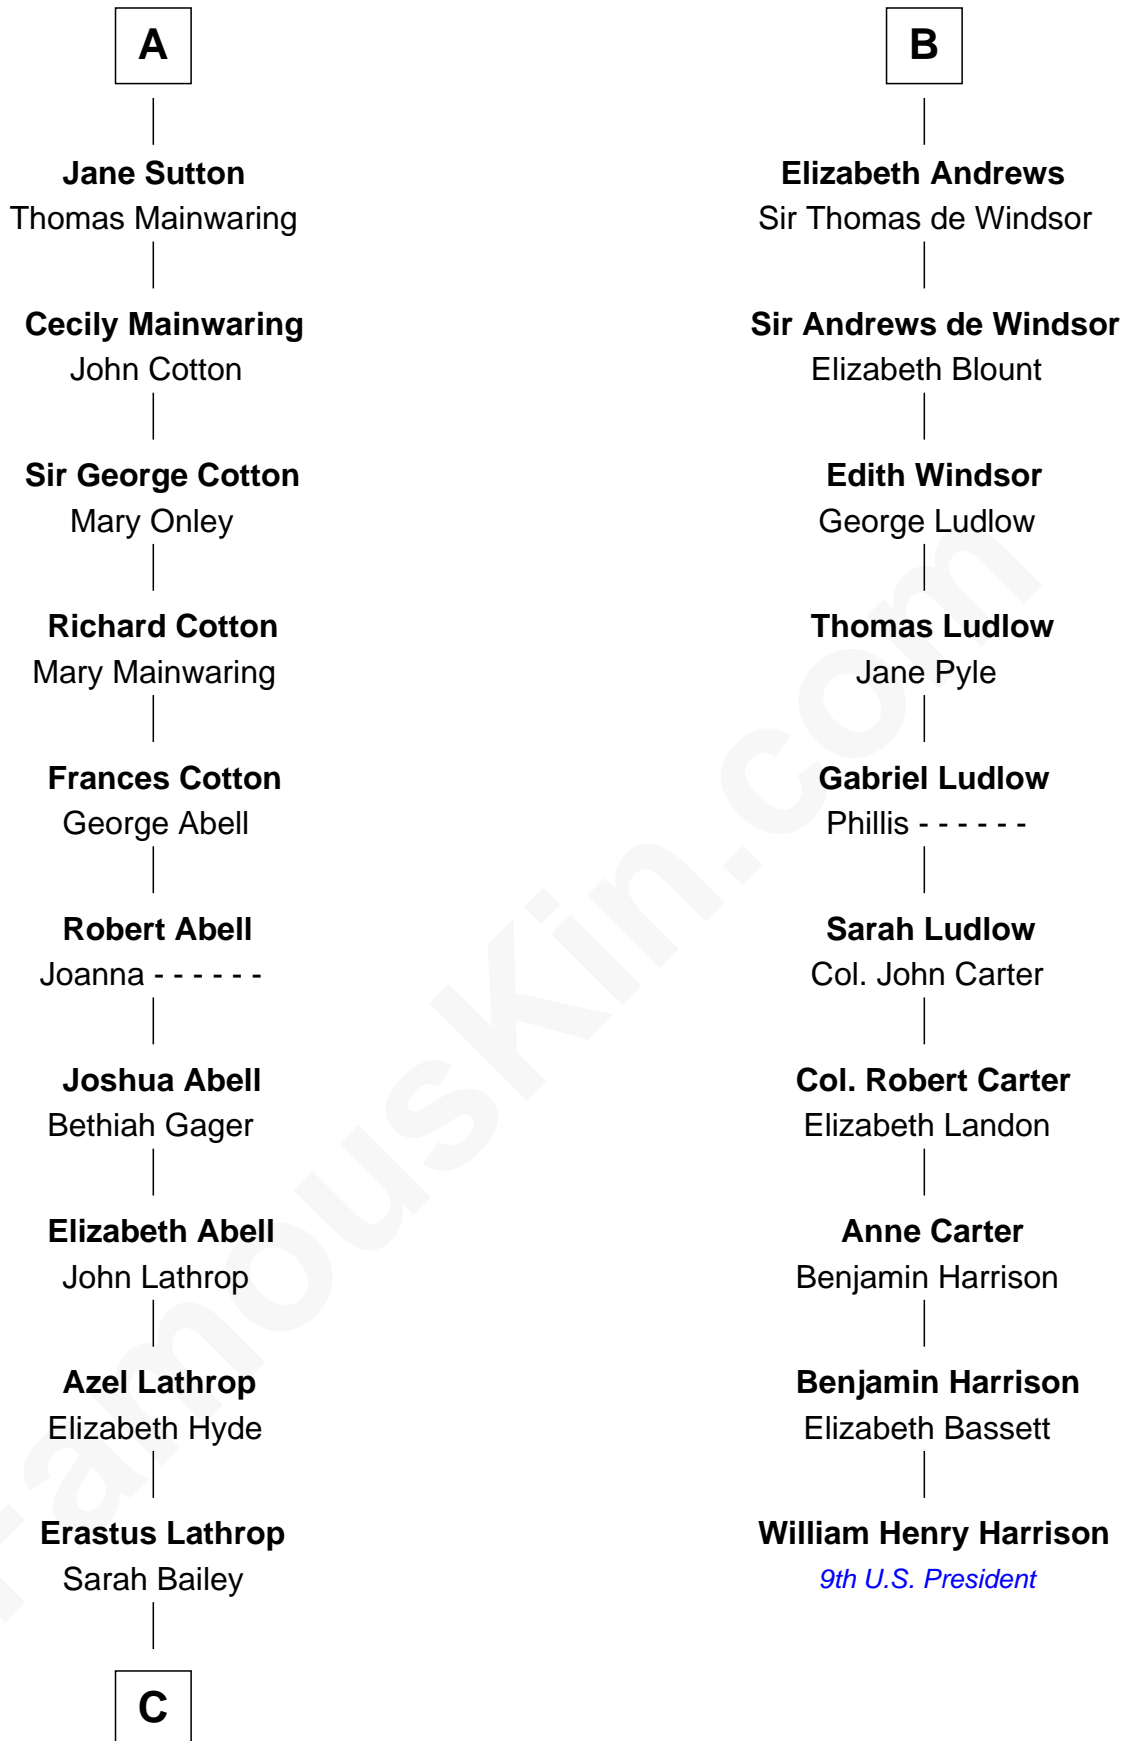 A
Jane Sutton
Thomas Mainwaring
Cecily Mainwaring
John Cotton
Sir George Cotton
Mary Onley
Richard Cotton
Mary Mainwaring
Frances Cotton
George Abell
Robert Abell
Joanna - - - - - -
Joshua Abell
Bethiah Gager
Elizabeth Abell
John Lathrop
Azel Lathrop
Elizabeth Hyde
Erastus Lathrop
Sarah Bailey
C
B
Elizabeth Andrews
Sir Thomas de Windsor
Sir Andrews de Windsor
Elizabeth Blount
Edith Windsor
George Ludlow
Thomas Ludlow
Jane Pyle
Gabriel Ludlow
Phillis - - - - - -
Sarah Ludlow
Col. John Carter
Col. Robert Carter
Elizabeth Landon
Anne Carter
Benjamin Harrison
Benjamin Harrison
Elizabeth Bassett
William Henry Harrison
9th U.S. President
FamousKin.com